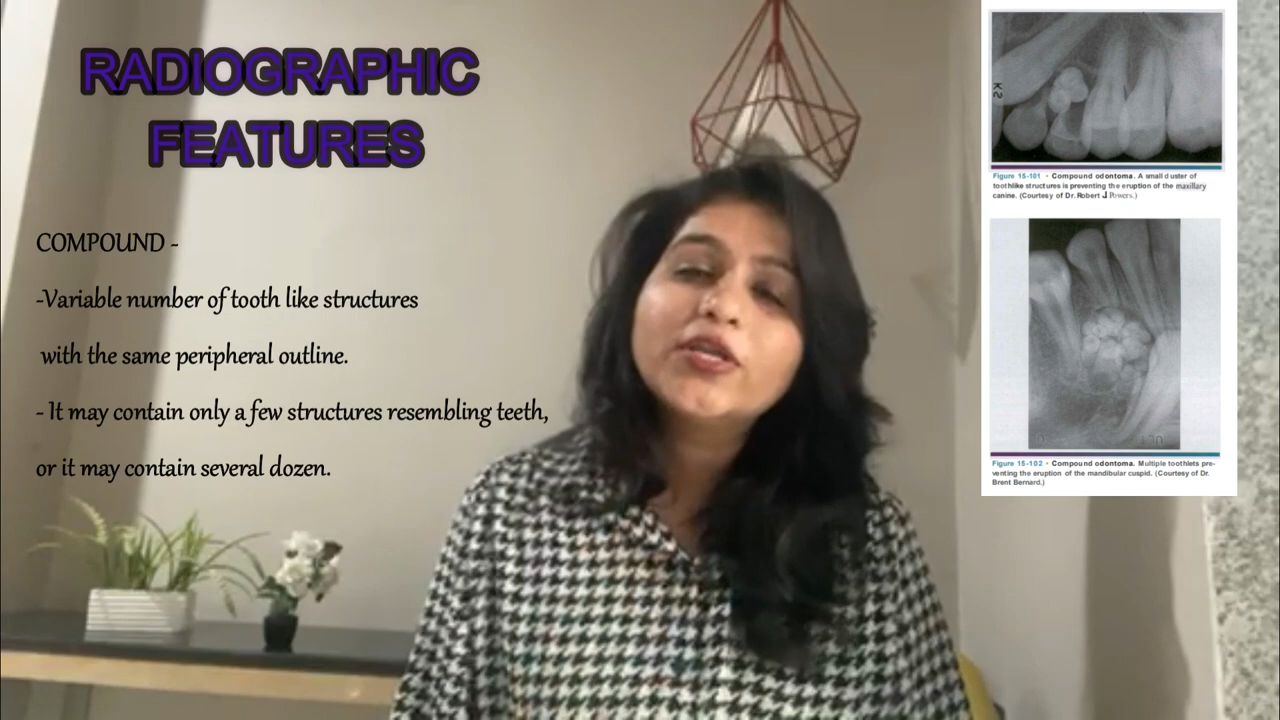 RADIOGRAPHIC
FEATURES
COMPOUND -
-Variable number of tooth like structures
with the same peripheral outline.
- It may contain only a few structures resembling teeth,
or it may contain several dozen.
K2
Figure 15-101 · Compound odontoma. A small cluster of
toothlike structures is preventing the eruption of the maxillary
canine. (Courtesy of Dr. Robert J Powers.)
Figure 15-102 · Compound odontoma. Multiple toothlets pre-
venting the eruption of the mandibular cuspid. (Courtesy of Dr.
Brent Bernard.)